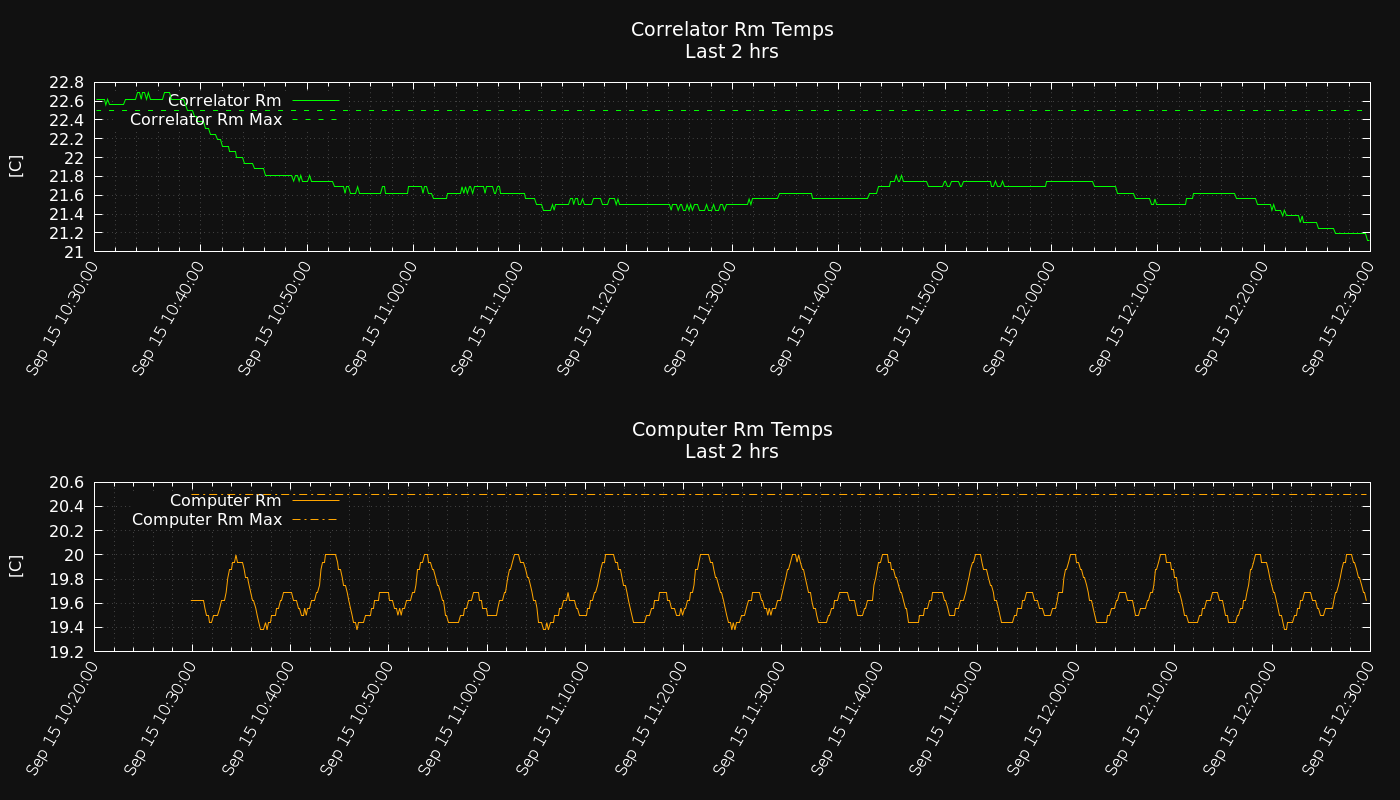 Correlator Rm Temps
Last 2 hrs
[C]
22.8
22.6
22.4
22.2
22
21.8
21.6
21.4
21.2
21
Correlator Rm
Correlator Rm Max
Sep 15 10:30:00
Sep 15 10:40:00
Sep 15 10:50:00
Sep 15 11:00:00
Sep 15 11:10:00
Sep 15 11:20:00
Sep 15 11:30:00
Sep 15 11:40:00
Sep 15 11:50:00
Sep 15 12:00:00
Sep 15 12:10:00
Sep 15 12:20:00
Sep 15 12:30:00
Computer Rm Temps
Last 2 hrs
[C]
20.6
20.4
20.2
20
19.8
19.6
19.4
19.2
Computer Rm
Computer Rm Max
Sep 15 10:20:00
Sep 15 10:30:00
Sep 15 10:40:00
Sep 15 10:50:00
Sep 15 11:00:00
Sep 15 11:10:00
Sep 15 11:20:00
Sep 15 11:30:00
Sep 15 11:40:00
Sep 15 11:50:00
Sep 15 12:00:00
Sep 15 12:10:00
Sep 15 12:20:00
Sep 15 12:30:00